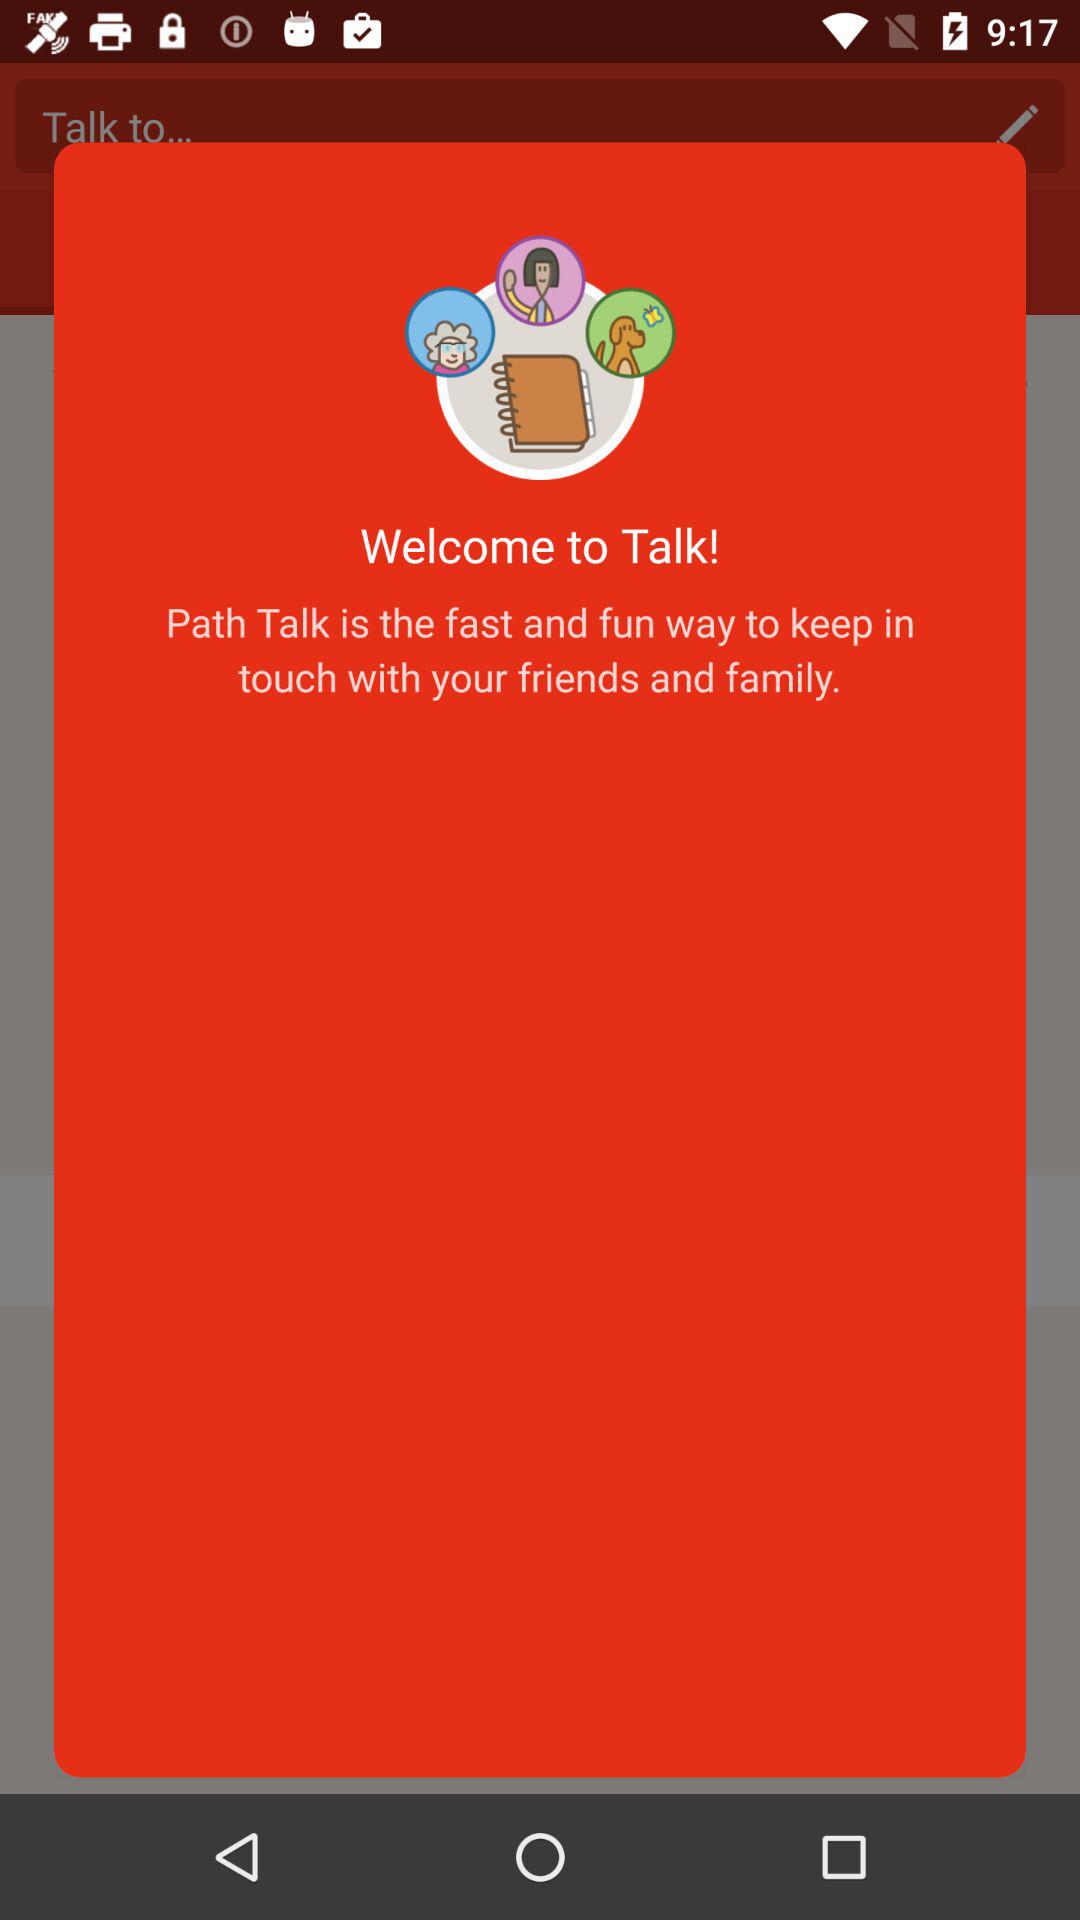 FAKE
9:17
Talk to...
Welcome to Talk!
Path Talk is the fast and fun way to keep in
touch with your friends and family.